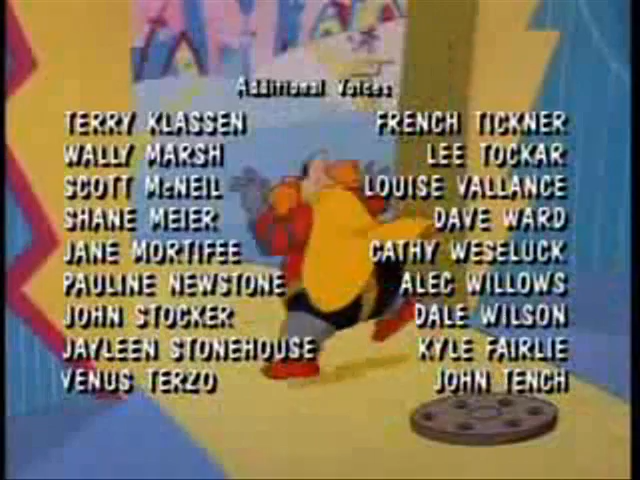 Additional Voices
TERRY KLASSEN FRENCH TICKNER
WALLY MARSH LEE TOCKAR
SCOTT McNEIL LOUISE VALLANCE
SHANE MEIER DAVE WARD
JANE MORTIFEE CATHY WESELUCK
PAULINE NEWSTONE ALEC WILLOWS
JOHN STOCKER DALE WILSON
JAYLEEN STONEHOUSE KYLE FAIRLIE
VENUS TERZO JOHN TENCH